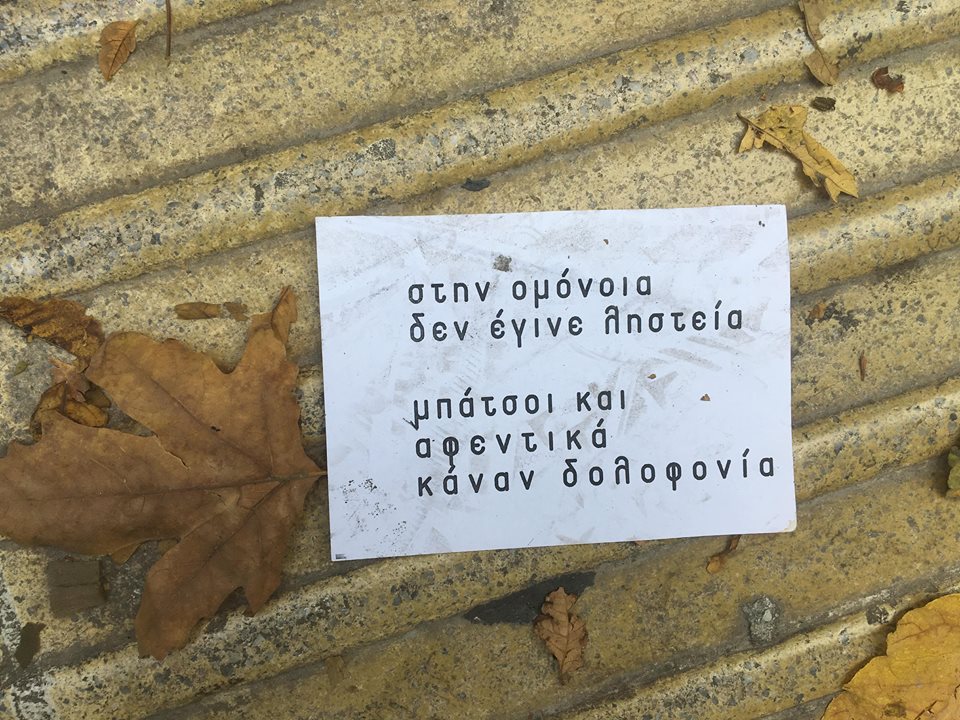 στην ομόνοια
δεν έγινε ληστεία
μπάτσοι και
αφεντικά
κάναν δολοφονία